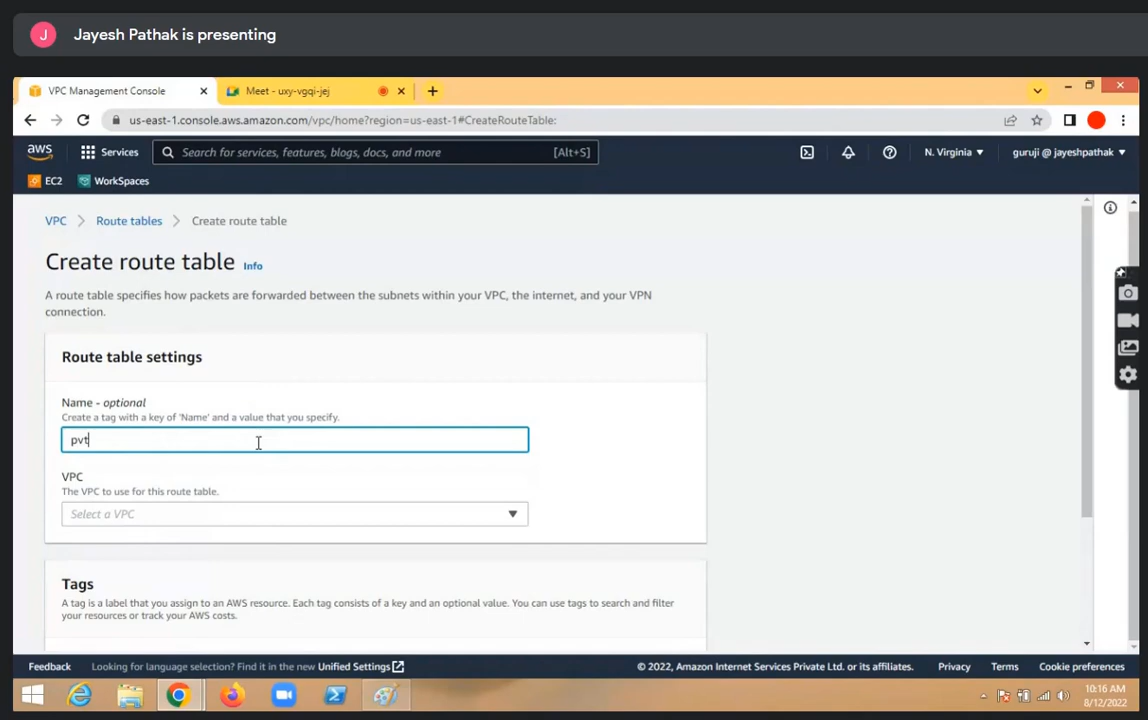 J Jayesh Pathak is presenting
VPC Management Console
Meet - uxy-vgqi-jej
us-east-1.console.aws.amazon.com/vpc/home?region=us-east-1#CreateRouteTable:
aws Services Search for services, features, blogs, docs, and more [Alt+S] N. Virginia guruji @ jayeshpathak
EC2 WorkSpaces
VPC > Route tables > Create route table
Create route table Info
A route table specifies how packets are forwarded between the subnets within your VPC, the internet, and your VPN
connection.
Route table settings
Name - optional
Create a tag with a key of 'Name' and a value that you specify.
pvt
VPC
The VPC to use for this route table.
Select a VPC
Tags
A tag is a label that you assign to an AWS resource. Each tag consists of a key and an optional value. You can use tags to search and filter
your resources or track your AWS costs.
Feedback Looking for language selection? Find it in the new Unified Settings © 2022, Amazon Internet Services Private Ltd. or its affiliates. Privacy Terms Cookie preferences
10:16 AM
8/12/2022